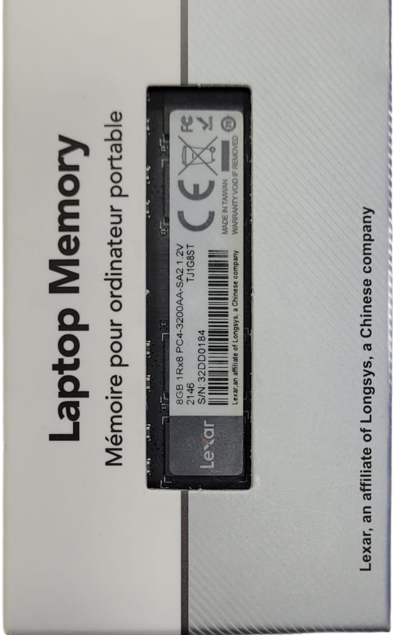 Laptop Memory
Mémoire pour ordinateur portable
Lexar
8GB 1Rx8 PC4-3200AA-SA2 1.2V
2146 TJ1G8ST
S/N:32DD0184
Lexar,an affiliate of Longsys, a Chinese company
CE
FC
MADE IN TAIWAN
WARRANTY VOID IF REMOVED
Lexar, an affiliate of Longsys, a Chinese company